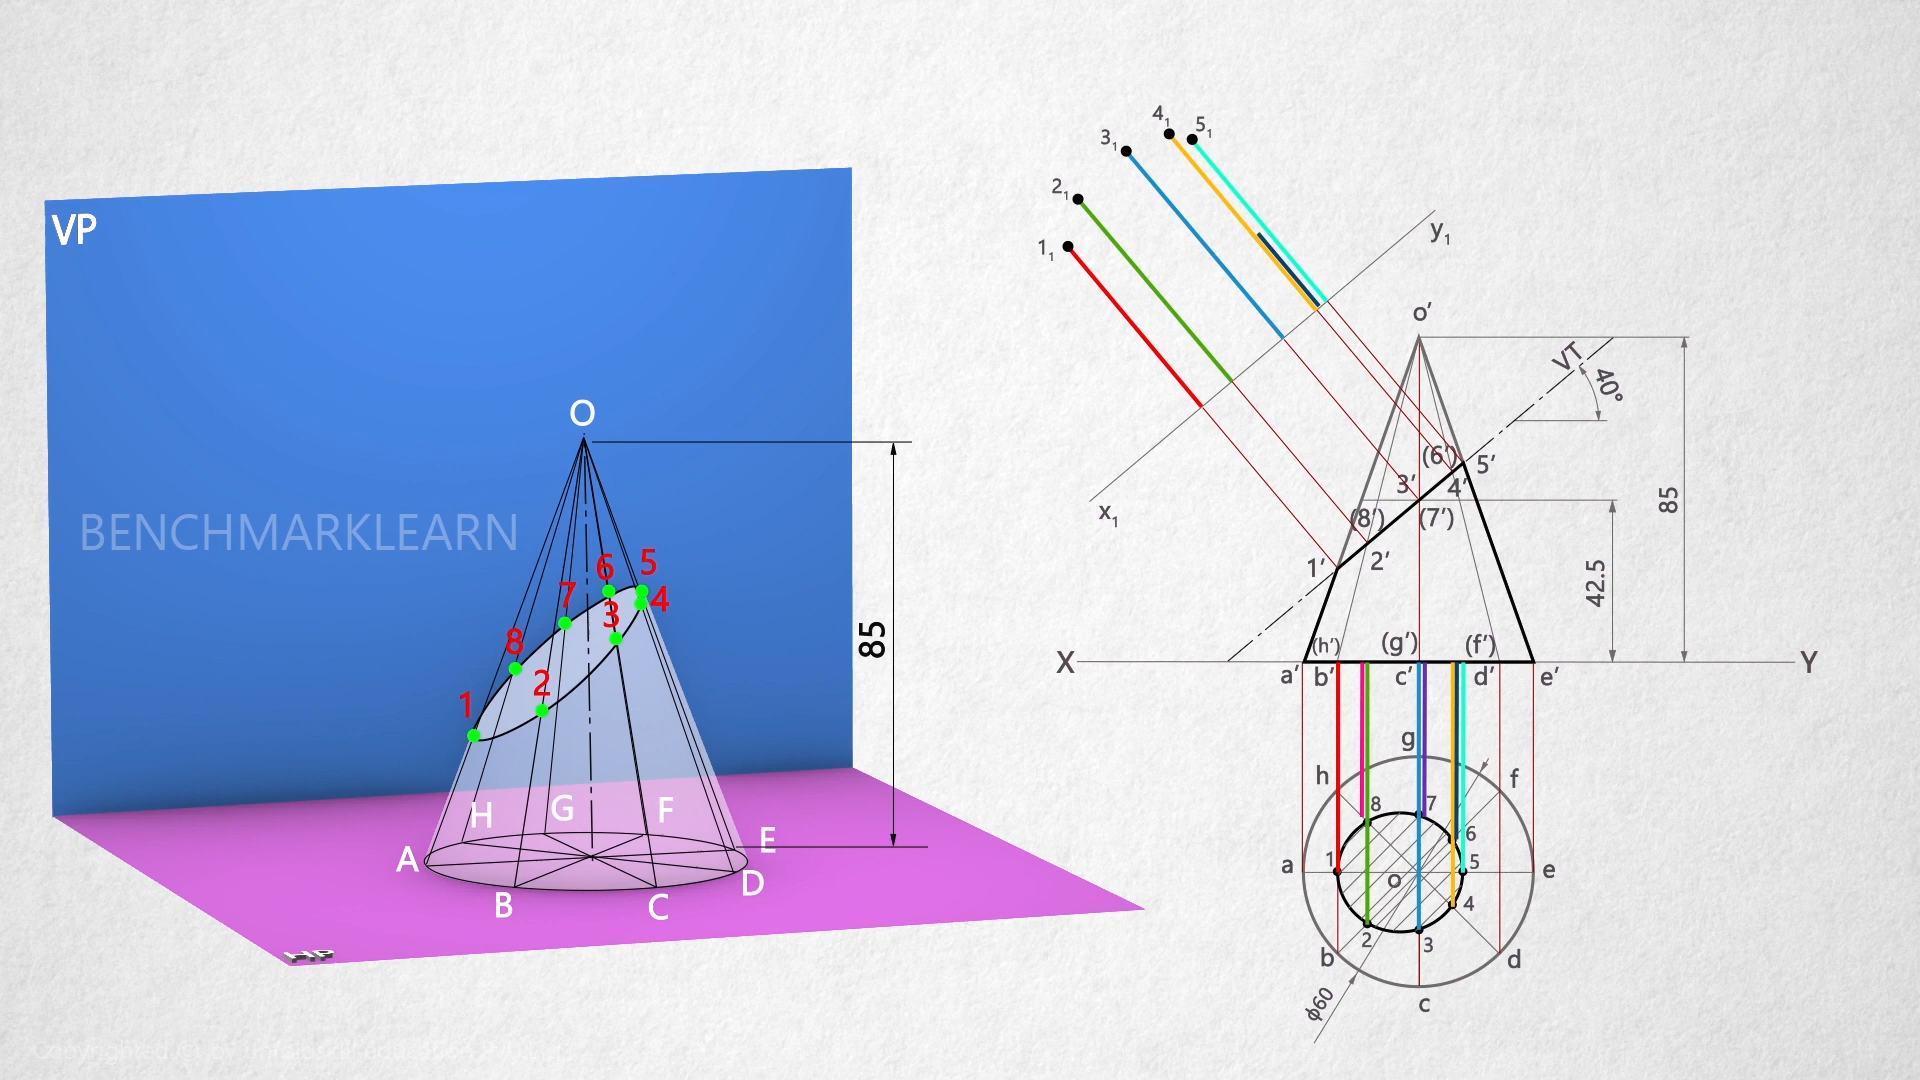 VP
BENCHMARKLEARN
O
85
1
2
3
4
5
6
7
8
A
B
C
D
E
F
G
H
HP
1₁
2₁
3₁
4₁
5₁
x₁
y₁
o’
VT
40°
(6’)
5’
3’
4’
(8’)
(7’)
1’
2’
85
42.5
X
Y
(h’)
(g’)
(f’)
a’
b’
c’
d’
e’
g
h
f
8
7
6
1
5
a
o
e
4
2
3
b
d
c
ϕ60